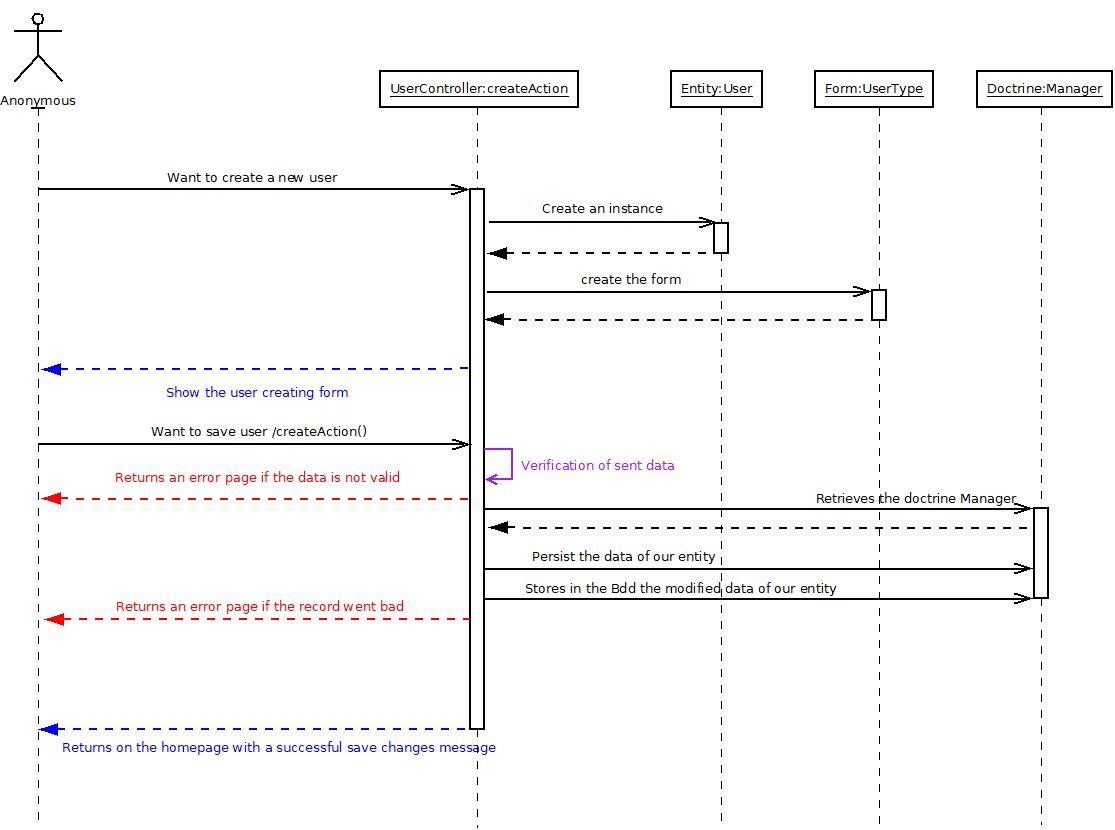 Anonymous
UserController:createAction
Entity:User
Form:UserType
Doctrine:Manager
Want to create a new user
Create an instance
create the form
Show the user creating form
Want to save user /createAction()
Verification of sent data
Returns an error page if the data is not valid
Retrieves the doctrine Manager
Persist the data of our entity
Stores in the Bdd the modified data of our entity
Returns an error page if the record went bad
Returns on the homepage with a successful save changes message